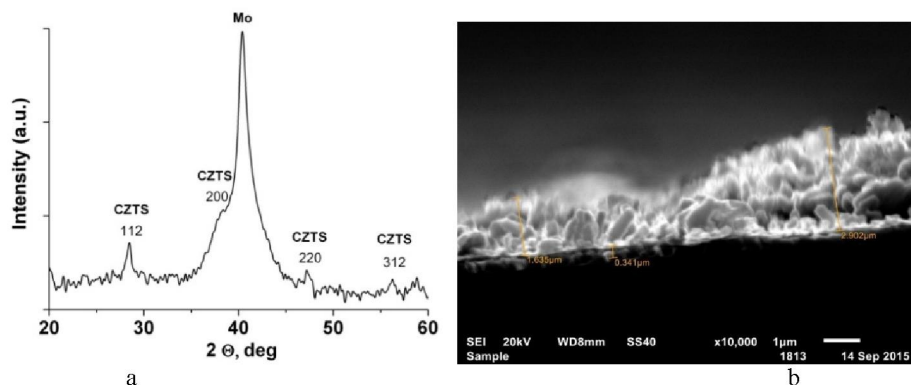 Mo
CZTS
200
CZTS
112
CZTS
220
CZTS
312
Intensity (a.u.)
20 30 40 50 60
2 Θ, deg
a
1.635µm
0.341µm
2.902µm
SEI 20kV WD8mm SS40 x10,000 1µm
Sample 1813 14 Sep 2015
b